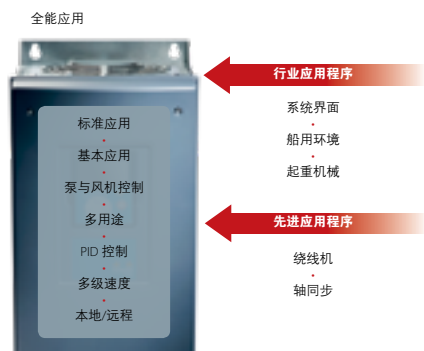 全能应用
标准应用
基本应用
泵与风机控制
多用途
PID 控制
多级速度
本地/远程
行业应用程序
系统界面
船用环境
起重机械
先进应用程序
绕线机
轴同步